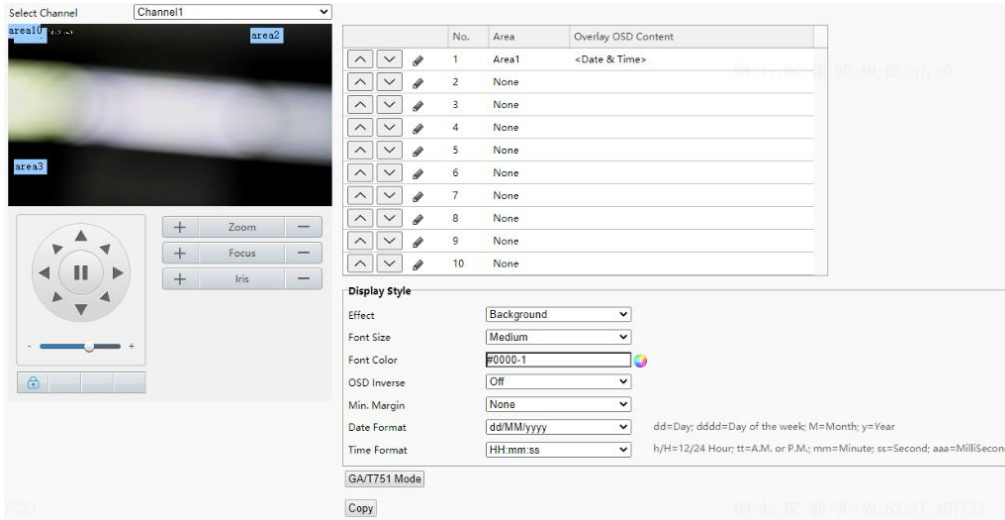 Select Channel Channel1
area10 area2
area3
Zoom
Focus
Iris
No. Area Overlay OSD Content
1 Area1 <Date & Time>
2 None
3 None
4 None
5 None
6 None
7 None
8 None
9 None
10 None
Display Style
Effect Background
Font Size Medium
Font Color #0000-1
OSD Inverse Off
Min. Margin None
Date Format dd/MM/yyyy dd=Day; dddd=Day of the week; M=Month; y=Year
Time Format HH:mm:ss h/H=12/24 Hour; tt=A.M. or P.M.; mm=Minute; ss=Second; aaa=MilliSecon
GA/T751 Mode
Copy